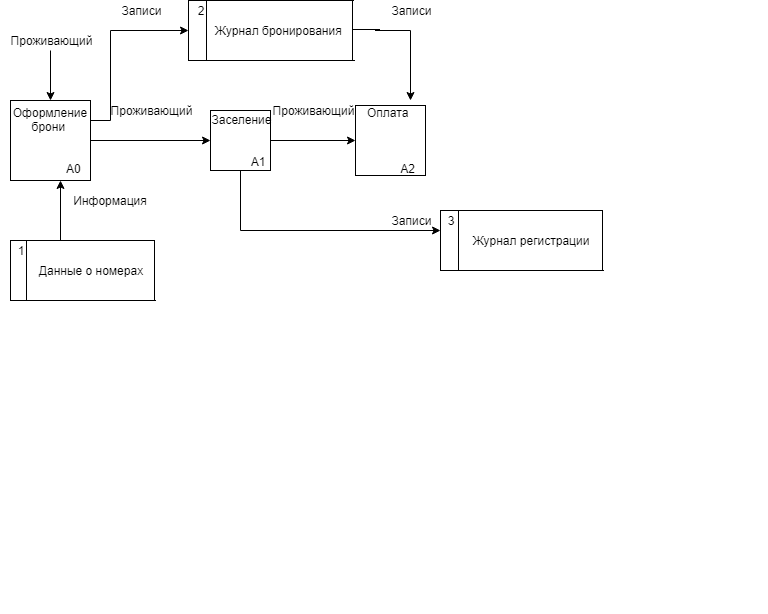 Записи
2
Журнал бронирования
Записи
Проживающий
Оформление
брони
A0
Проживающий
Заселение
A1
Проживающий
Оплата
A2
Информация
1
Данные о номерах
Записи
3
Журнал регистрации